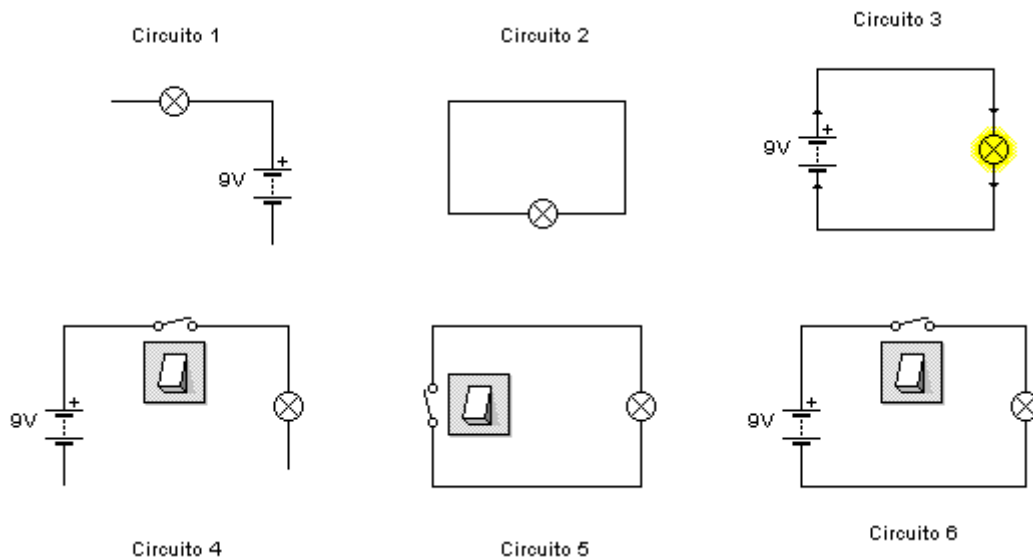 Circuito 1
Circuito 2
Circuito 3
9V
+
9V
+
9V
+
9V
+
Circuito 4
Circuito 5
Circuito 6